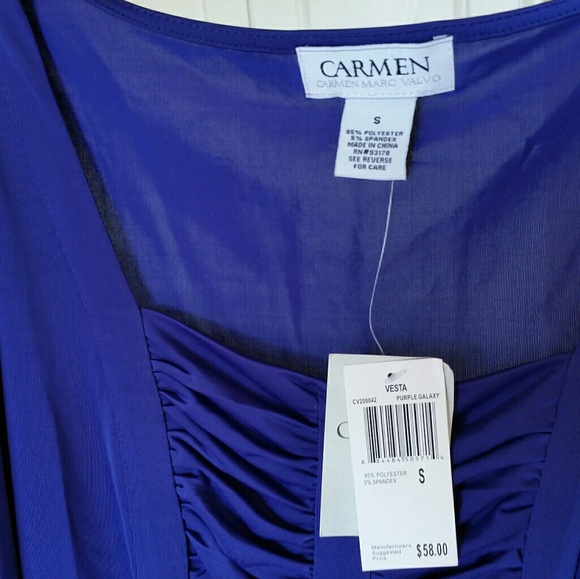 CARMEN
CARMEN MARC VALVO
S
95% POLYESTER
5% SPANDEX
MADE IN CHINA
RN#93178
SEE REVERSE
FOR CARE
VESTA
CV200042 PURPLE GALAXY
95% POLYESTER
5% SPANDEX
S
Manufacturers
Suggested
Price
$58.00